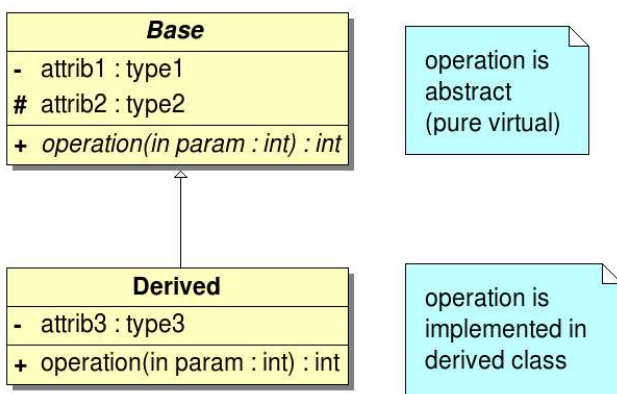 Base
- attrib1 : type1
# attrib2 : type2
+ operation(in param : int) : int
operation is
abstract
(pure virtual)
Derived
- attrib3 : type3
+ operation(in param : int) : int
operation is
implemented in
derived class